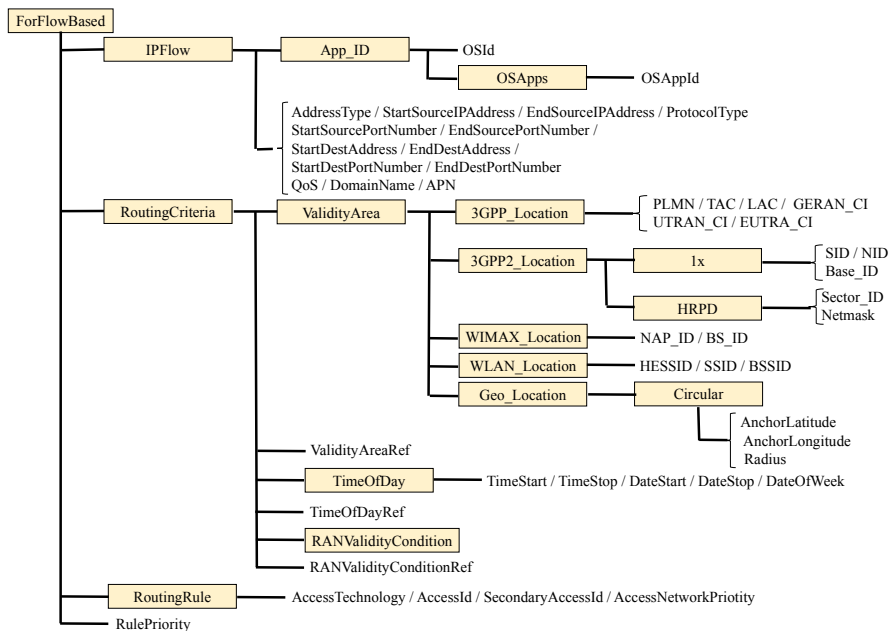 ForFlowBased
IPFlow
App_ID
OSId
OSApps
OSAppId
AddressType / StartSourceIPAddress / EndSourceIPAddress / ProtocolType
StartSourcePortNumber / EndSourcePortNumber /
StartDestAddress / EndDestAddress /
StartDestPortNumber / EndDestPortNumber
QoS / DomainName / APN
RoutingCriteria
ValidityArea
3GPP_Location
PLMN / TAC / LAC / GERAN_CI
UTRAN_CI / EUTRA_CI
3GPP2_Location
1x
SID / NID
Base_ID
HRPD
Sector_ID
Netmask
WIMAX_Location
NAP_ID / BS_ID
WLAN_Location
HESSID / SSID / BSSID
Geo_Location
Circular
AnchorLatitude
AnchorLongitude
Radius
ValidityAreaRef
TimeOfDay
TimeStart / TimeStop / DateStart / DateStop / DateOfWeek
TimeOfDayRef
RANValidityCondition
RANValidityConditionRef
RoutingRule
AccessTechnology / AccessId / SecondaryAccessId / AccessNetworkPriotity
RulePriority